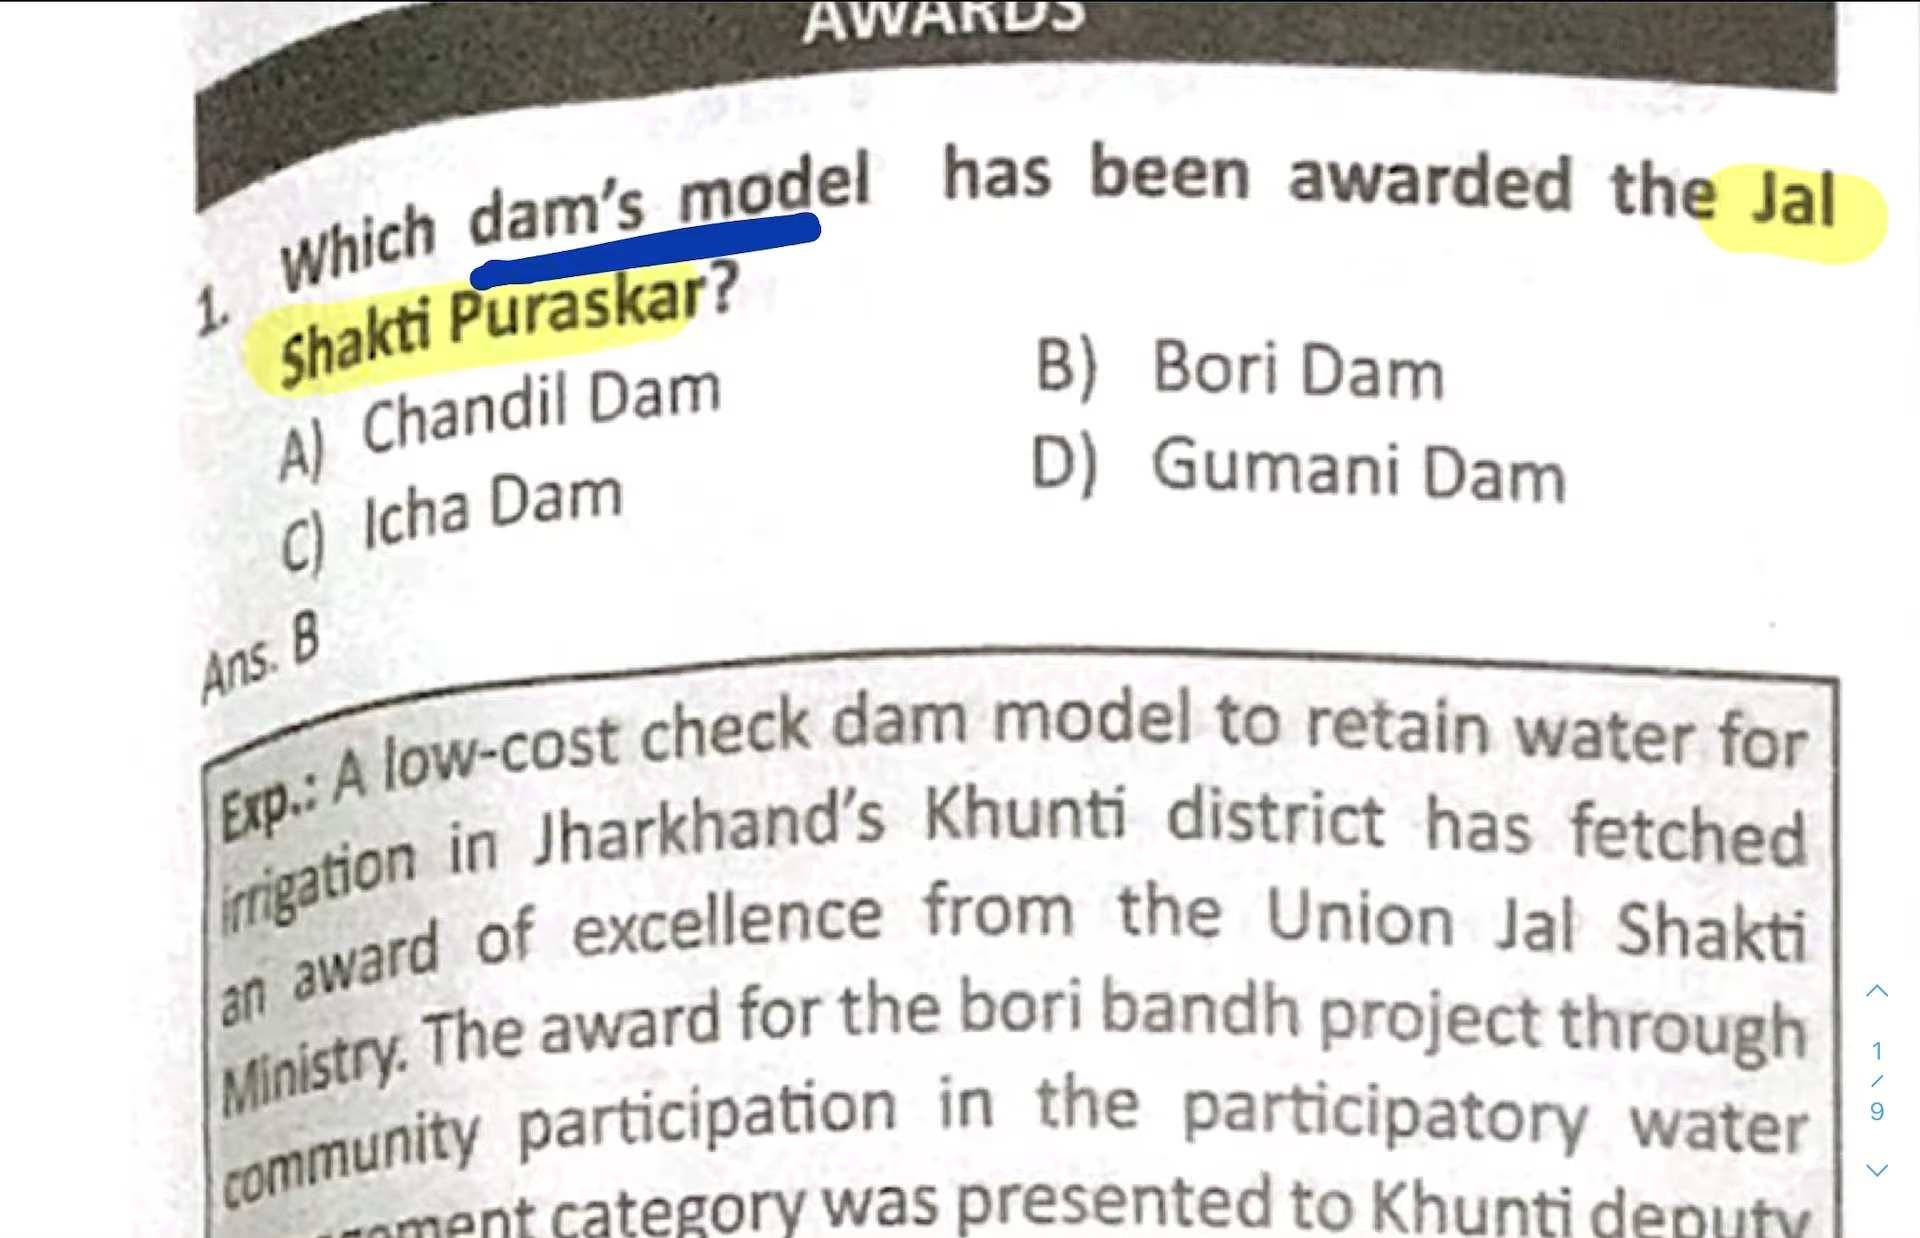 AWARDS
1. Which dam's model has been awarded the Jal
Shakti Puraskar?
A) Chandil Dam B) Bori Dam
C) Icha Dam D) Gumani Dam
Ans. B
Exp.: A low-cost check dam model to retain water for
irrigation in Jharkhand's Khunti district has fetched
an award of excellence from the Union Jal Shakti
Ministry. The award for the bori bandh project through
community participation in the participatory water
category was presented to Khunti deputy
1
/
9